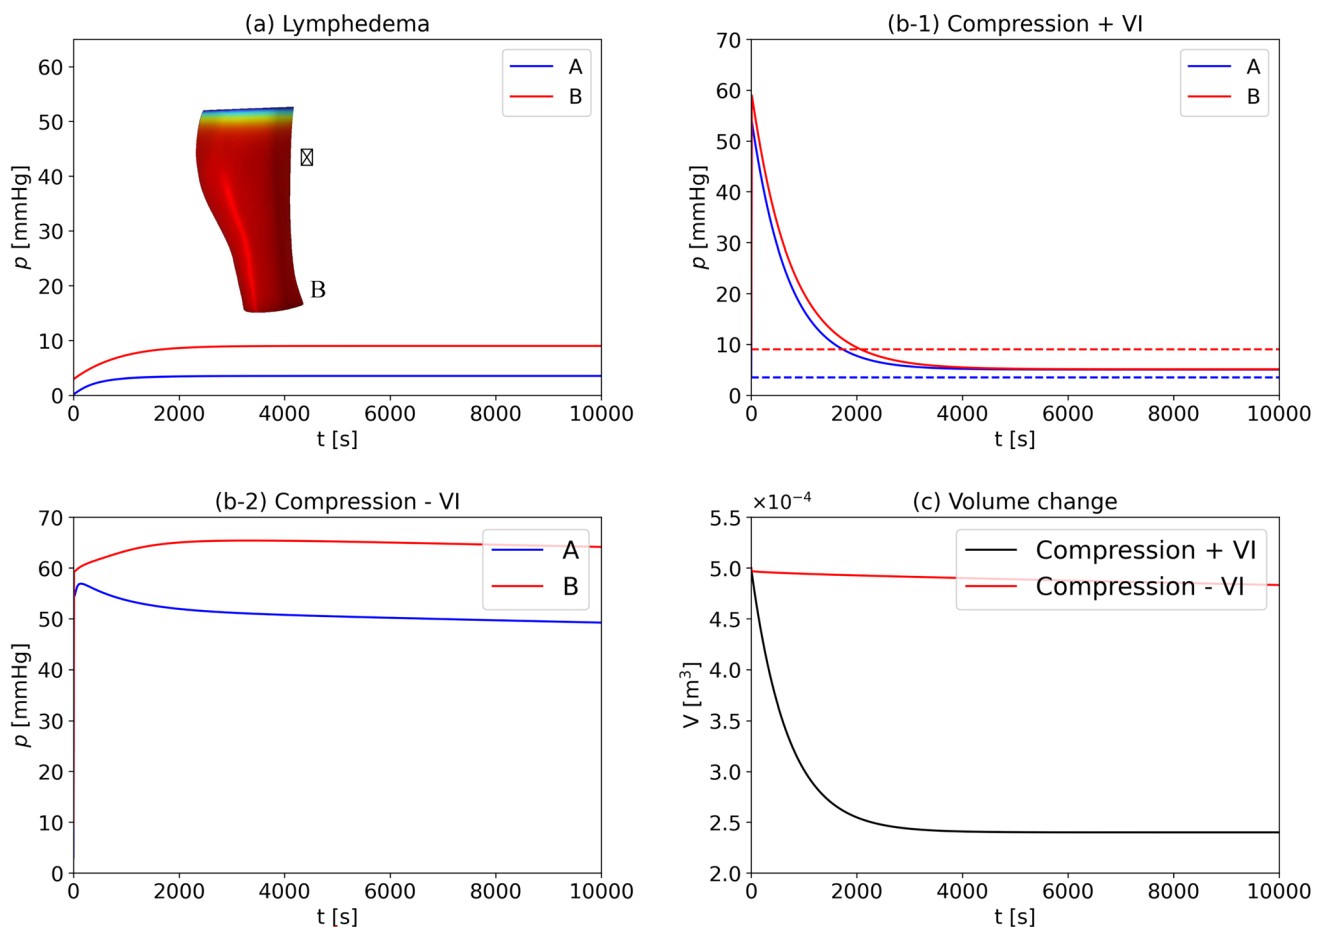 (a) Lymphedema
60
50
40
30
20
10
0
p [mmHg]
A
B
B
0 2000 4000 6000 8000 10000
t [s]
(b-1) Compression + VI
70
60
50
40
30
20
10
0
p [mmHg]
A
B
0 2000 4000 6000 8000 10000
t [s]
(b-2) Compression - VI
70
60
50
40
30
20
10
0
p [mmHg]
A
B
0 2000 4000 6000 8000 10000
t [s]
×10⁻⁴
(c) Volume change
5.5
5.0
4.5
4.0
3.5
3.0
2.5
2.0
V [m³]
Compression + VI
Compression - VI
0 2000 4000 6000 8000 10000
t [s]